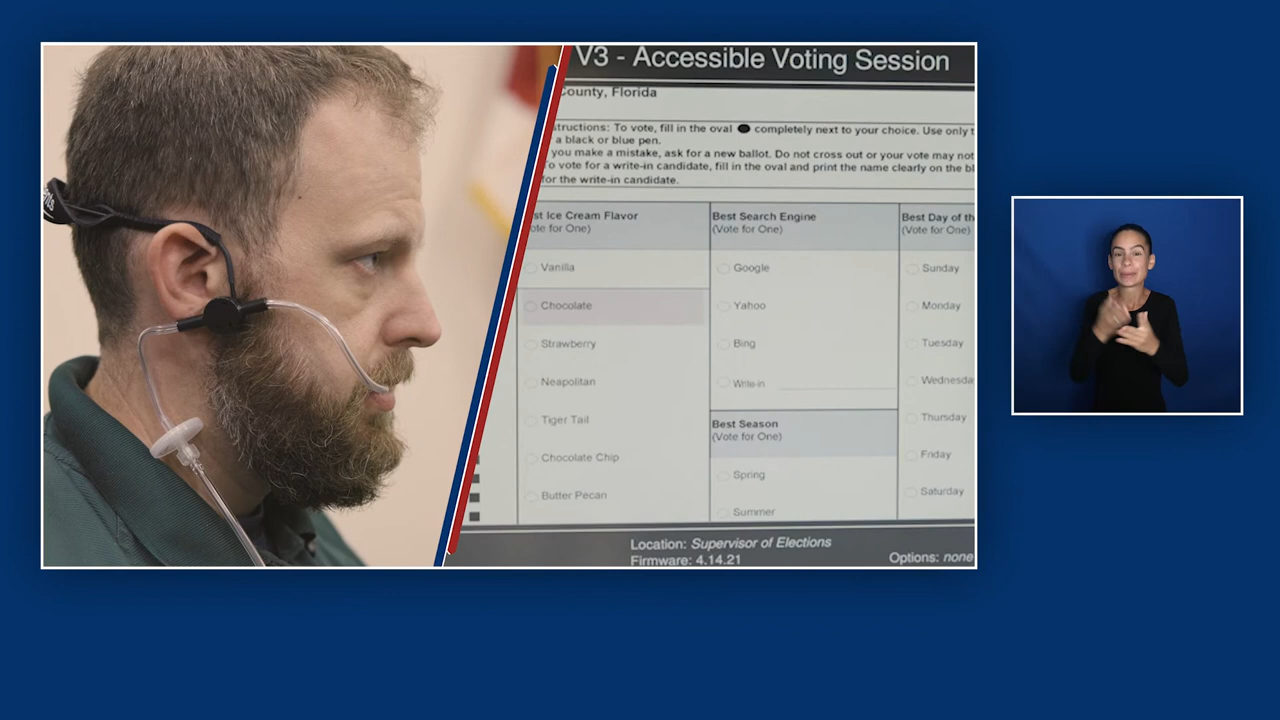 V3 - Accessible Voting Session
County, Florida
structions: To vote, fill in the oval completely next to your choice. Use only
a black or blue pen.
you make a mistake, ask for a new ballot. Do not cross out or your vote may not
To vote for a write-in candidate, fill in the oval and print the name clearly on the
for the write-in candidate.
Ice Cream Flavor
(Vote for One)
Vanilla
Chocolate
Strawberry
Neapolitan
Tiger Tail
Chocolate Chip
Butter Pecan
Best Search Engine
(Vote for One)
Google
Yahoo
Bing
Write-in
Best Season
(Vote for One)
Spring
Summer
Best Day of th
(Vote for One)
Sunday
Monday
Tuesday
Wednesda
Thursday
Friday
Saturday
Location: Supervisor of Elections
Firmware: 4.14.21
Options: none